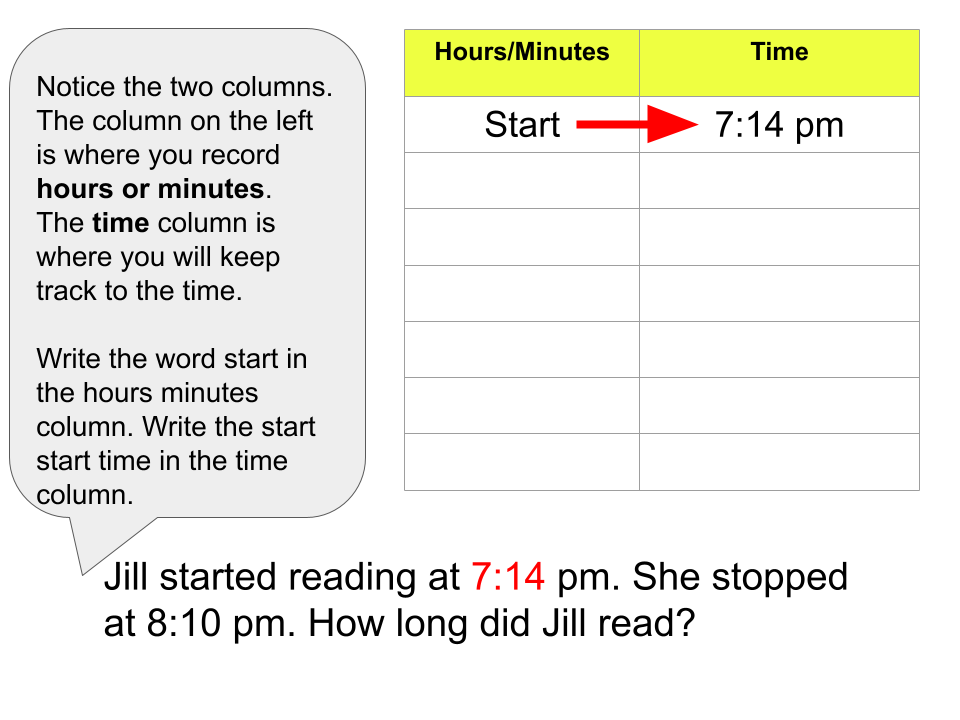 Notice the two columns.
The column on the left
is where you record
hours or minutes.
The time column is
where you will keep
track to the time.
Write the word start in
the hours minutes
column. Write the start
start time in the time
column.
Hours/Minutes Time
Start 7:14 pm
Jill started reading at 7:14 pm. She stopped
at 8:10 pm. How long did Jill read?